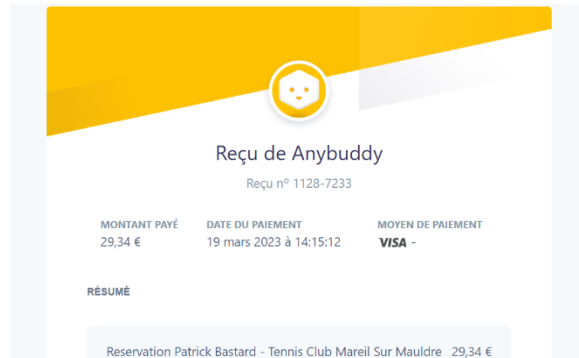 Reçu de Anybuddy
Reçu nº 1128-7233
MONTANT PAYÉ DATE DU PAIEMENT MOYEN DE PAIEMENT
29,34 € 19 mars 2023 à 14:15:12 VISA -
RÉSUMÉ
Reservation Patrick Bastard - Tennis Club Mareil Sur Mauldre 29,34 €